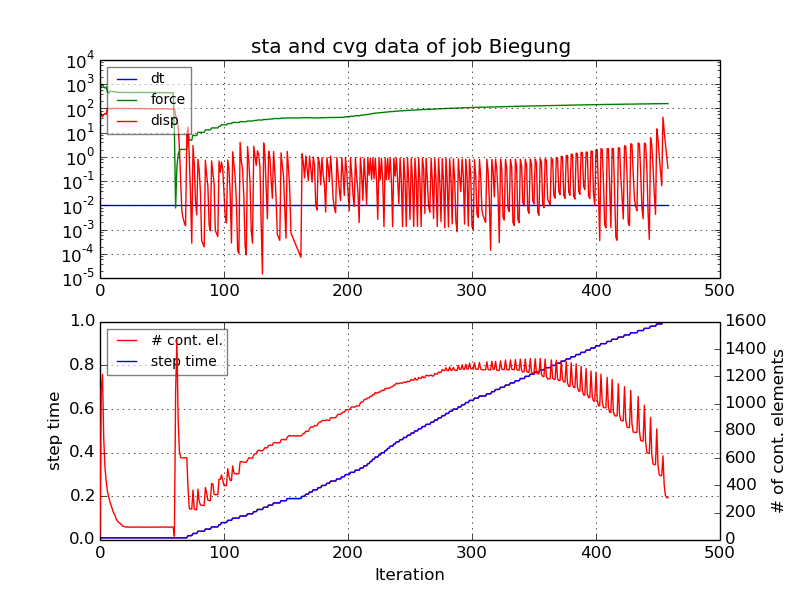 sta and cvg data of job Biegung
10^4
10^3
10^2
10^1
10^0
10^-1
10^-2
10^-3
10^-4
10^-5
dt
force
disp
0 100 200 300 400 500
1.0
0.8
0.6
0.4
0.2
0.0
step time
# cont. el.
step time
1600
1400
1200
1000
800
600
400
200
0
# of cont. elements
0 100 200 300 400 500
Iteration